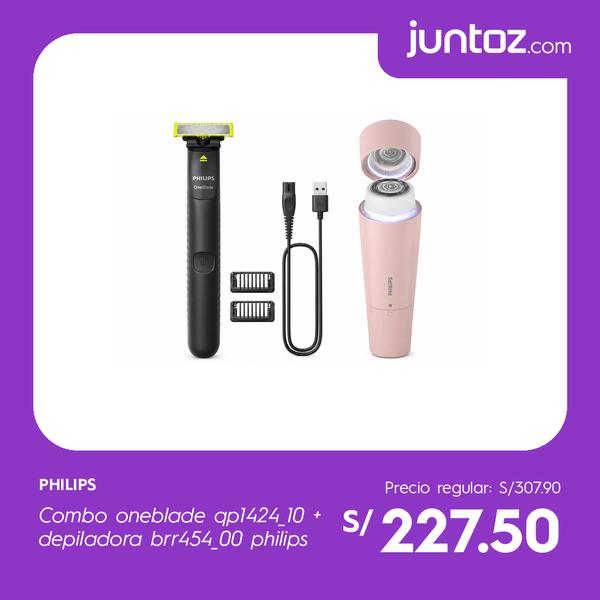 juntoz.com
PHILIPS
OneBlade
PHILIPS
PHILIPS
Precio regular: S/307.90
Combo oneblade qp1424_10 +
depiladora brr454_00 philips
S/ 227.50